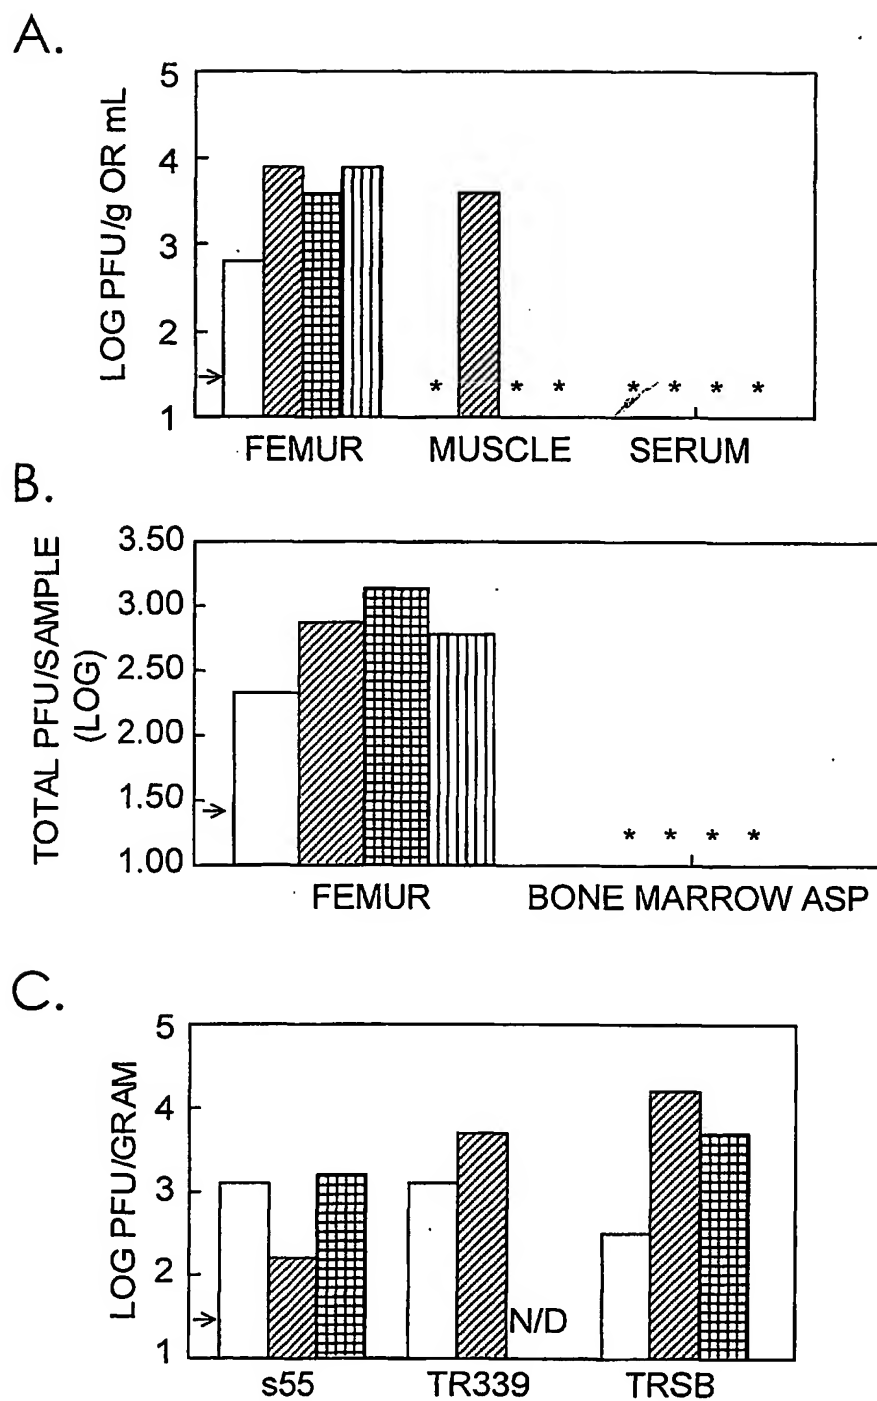 A.
LOG PFU/g OR mL
5
4
3
2
1
* * * * * * *
FEMUR MUSCLE SERUM
B.
TOTAL PFU/SAMPLE
(LOG)
3.50
3.00
2.50
2.00
1.50
1.00
* * * *
FEMUR BONE MARROW ASP
C.
LOG PFU/GRAM
5
4
3
2
1
N/D
s55 TR339 TRSB